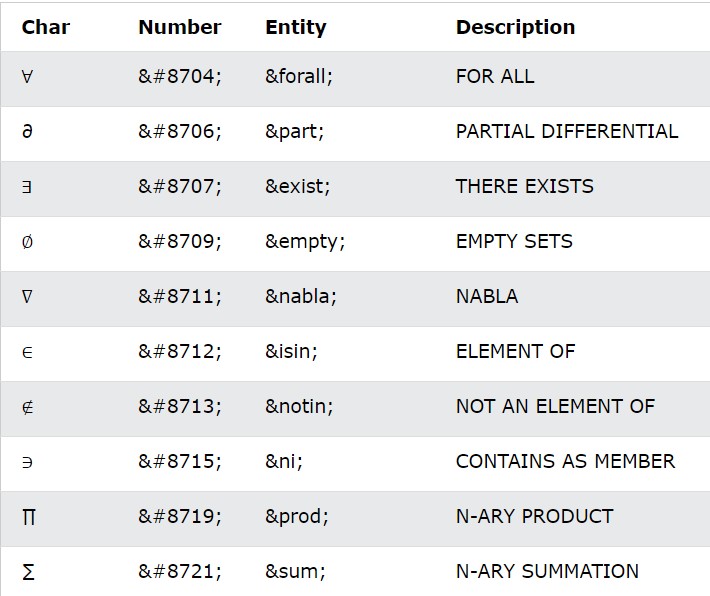 Char Number Entity Description
∀ &#8704; &forall; FOR ALL
∂ &#8706; &part; PARTIAL DIFFERENTIAL
∃ &#8707; &exist; THERE EXISTS
∅ &#8709; &empty; EMPTY SETS
∇ &#8711; &nabla; NABLA
∈ &#8712; &isin; ELEMENT OF
∉ &#8713; &notin; NOT AN ELEMENT OF
∋ &#8715; &ni; CONTAINS AS MEMBER
∏ &#8719; &prod; N-ARY PRODUCT
∑ &#8721; &sum; N-ARY SUMMATION